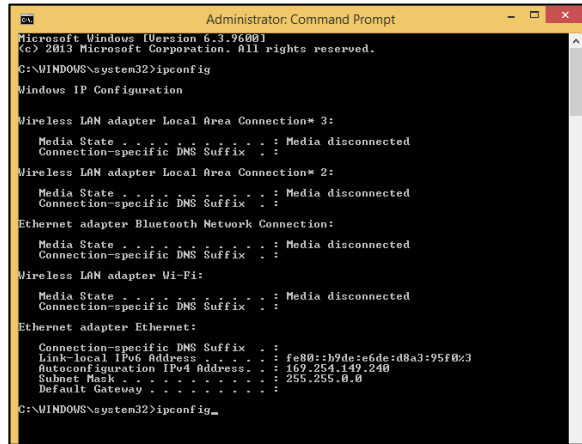 Administrator: Command Prompt
Microsoft Windows [Version 6.3.9600]
(c) 2013 Microsoft Corporation. All rights reserved.
C:\WINDOWS\system32>ipconfig
Windows IP Configuration
Wireless LAN adapter Local Area Connection* 3:
   Media State . . . . . . . . . . . : Media disconnected
   Connection-specific DNS Suffix  . :
Wireless LAN adapter Local Area Connection* 2:
   Media State . . . . . . . . . . . : Media disconnected
   Connection-specific DNS Suffix  . :
Ethernet adapter Bluetooth Network Connection:
   Media State . . . . . . . . . . . : Media disconnected
   Connection-specific DNS Suffix  . :
Wireless LAN adapter Wi-Fi:
   Media State . . . . . . . . . . . : Media disconnected
   Connection-specific DNS Suffix  . :
Ethernet adapter Ethernet:
   Connection-specific DNS Suffix  . :
   Link-local IPv6 Address . . . . . : fe80::b9de:e6de:d8a3:95f0%3
   Autoconfiguration IPv4 Address. . : 169.254.149.240
   Subnet Mask . . . . . . . . . . . : 255.255.0.0
   Default Gateway . . . . . . . . . :
C:\WINDOWS\system32>ipconfig_